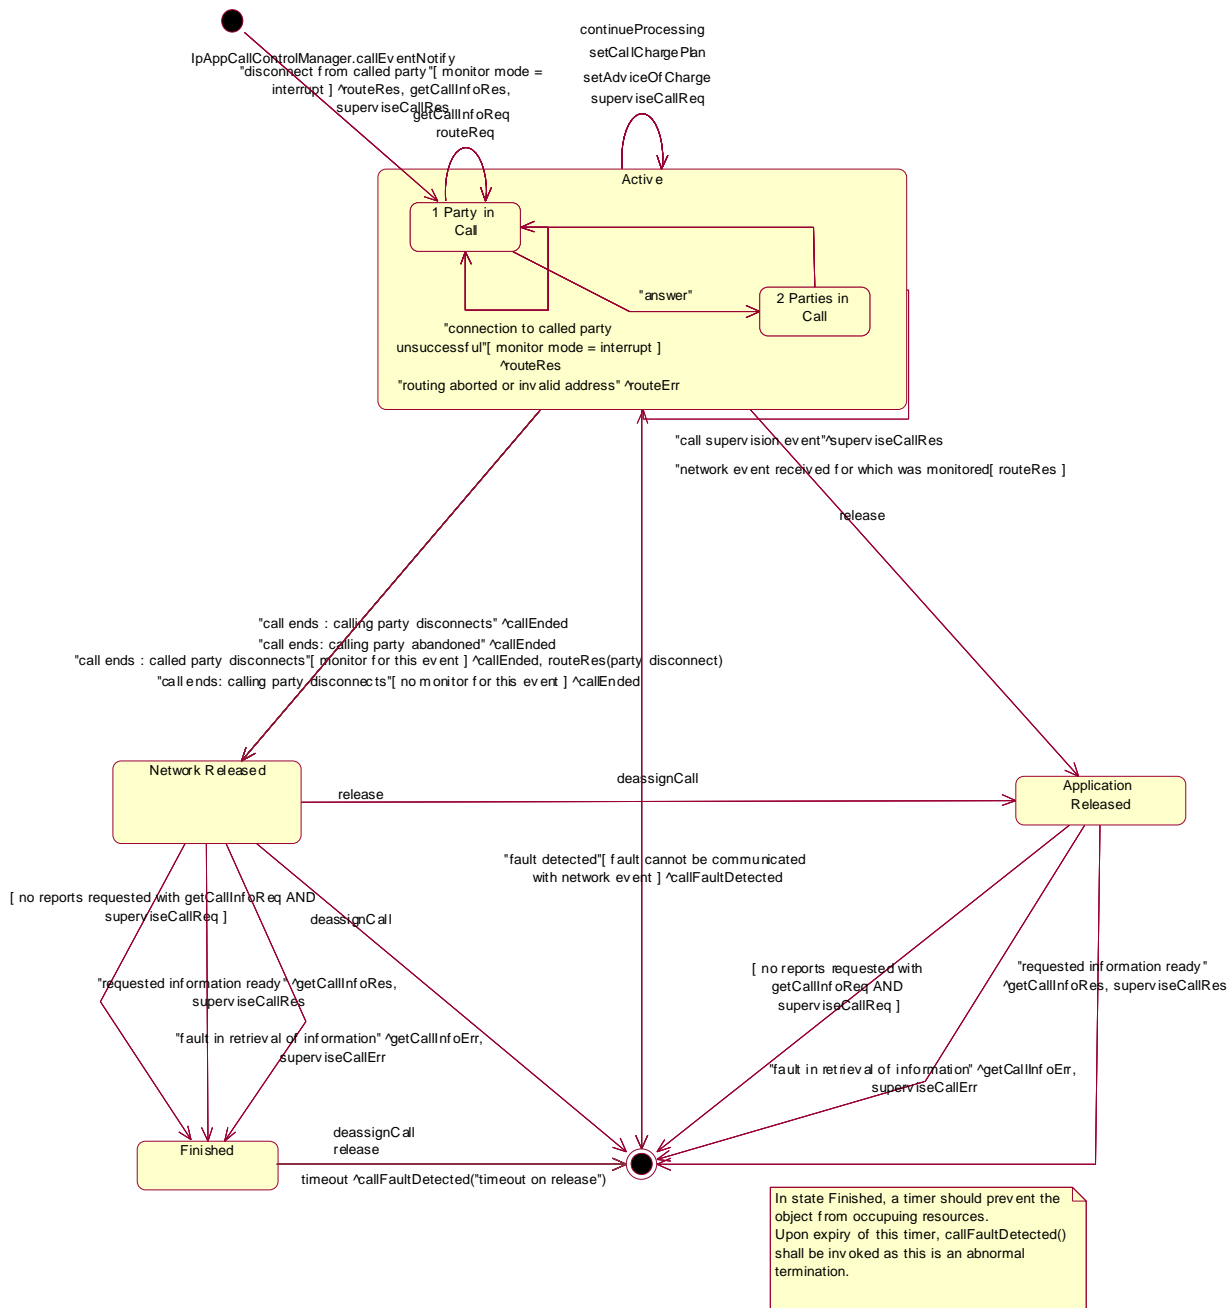 continueProcessing
setCallChargePlan
setAdviceOfCharge
superviseCallReq
IpAppCallControlManager.callEventNotify
"disconnect from called party"[ monitor mode =
interrupt ] ^routeRes, getCallInfoRes,
superviseCallRes
getCallInfoReq
routeReq
Active
1 Party in
Call
"answer"
2 Parties in
Call
"connection to called party
unsuccessful"[ monitor mode = interrupt ]
^routeRes
"routing aborted or invalid address" ^routeErr
"call supervision event"^superviseCallRes
"network event received for which was monitored[ routeRes ]
release
"call ends : calling party disconnects" ^callEnded
"call ends: calling party abandoned" ^callEnded
"call ends : called party disconnects"[ monitor for this event ] ^callEnded, routeRes(party disconnect)
"call ends: calling party disconnects"[ no monitor for this event ] ^callEnded
Network Released
release
deassignCall
Application
Released
"fault detected"[ fault cannot be communicated
with network event ] ^callFaultDetected
[ no reports requested with getCallInfoReq AND
superviseCallReq ]
deassignCall
"requested information ready" ^getCallInfoRes,
superviseCallRes
"fault in retrieval of information" ^getCallInfoErr,
superviseCallErr
[ no reports requested with
getCallInfoReq AND
superviseCallReq ]
"requested information ready"
^getCallInfoRes, superviseCallRes
"fault in retrieval of information" ^getCallInfoErr,
superviseCallErr
Finished
deassignCall
release
timeout ^callFaultDetected("timeout on release")
In state Finished, a timer should prevent the
object from occupuing resources.
Upon expiry of this timer, callFaultDetected()
shall be invoked as this is an abnormal
termination.